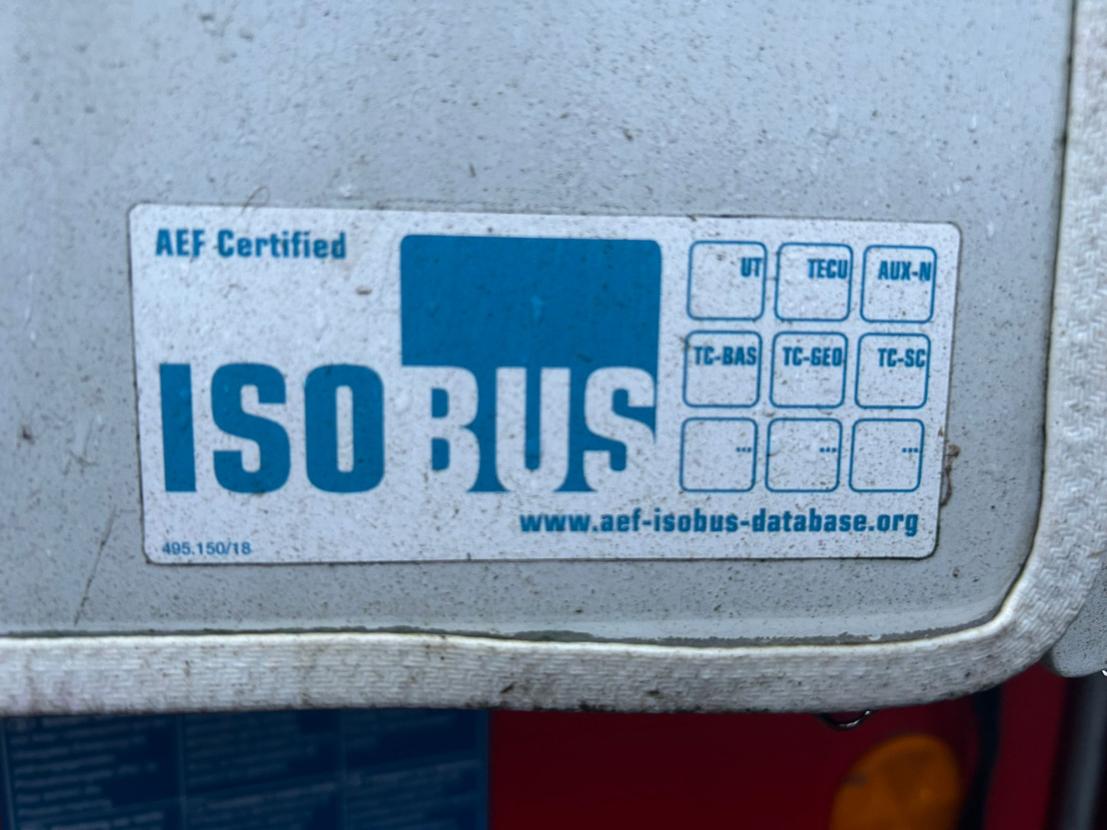 AEF Certified
ISOBUS
UT TECU AUX-N
TC-BAS TC-GEO TC-SC
... ... ...
www.aef-isobus-database.org
495.150/18